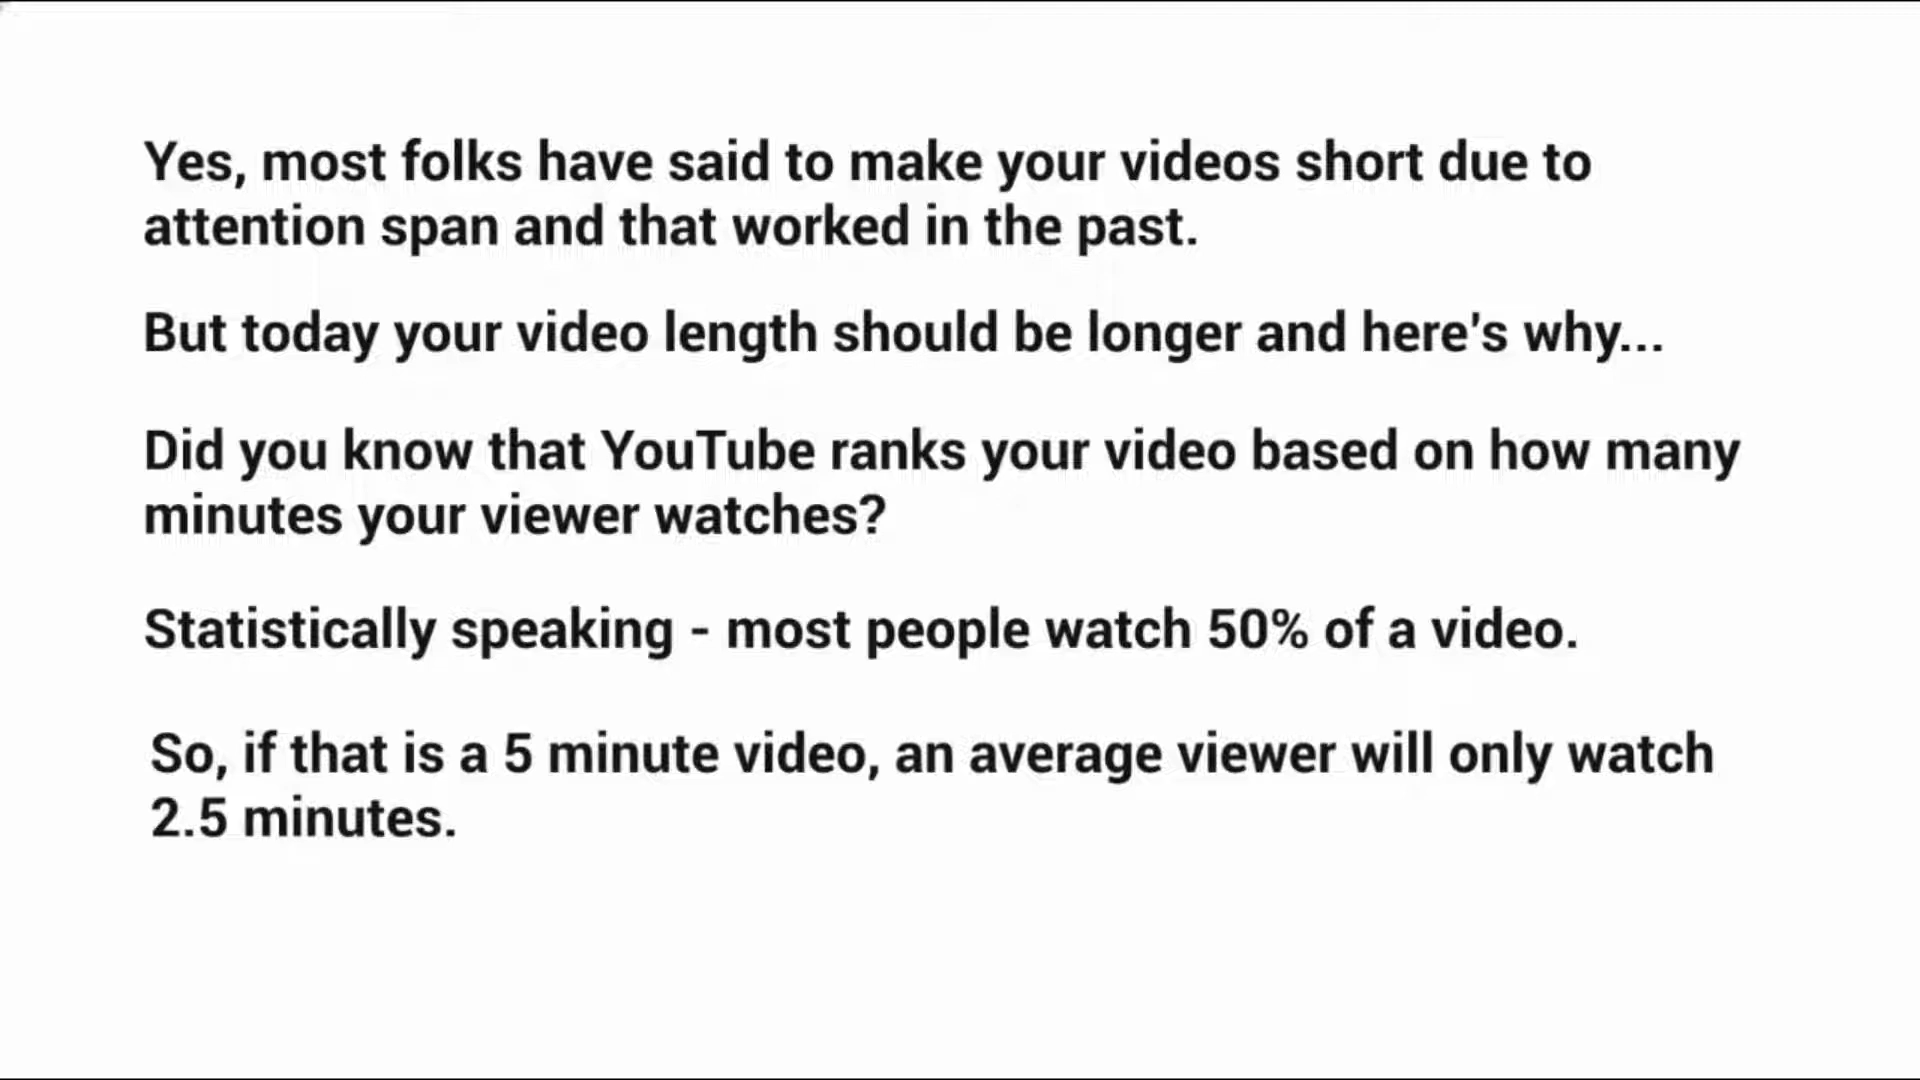 Yes, most folks have said to make your videos short due to
attention span and that worked in the past.
But today your video length should be longer and here's why...
Did you know that YouTube ranks your video based on how many
minutes your viewer watches?
Statistically speaking - most people watch 50% of a video.
So, if that is a 5 minute video, an average viewer will only watch
2.5 minutes.